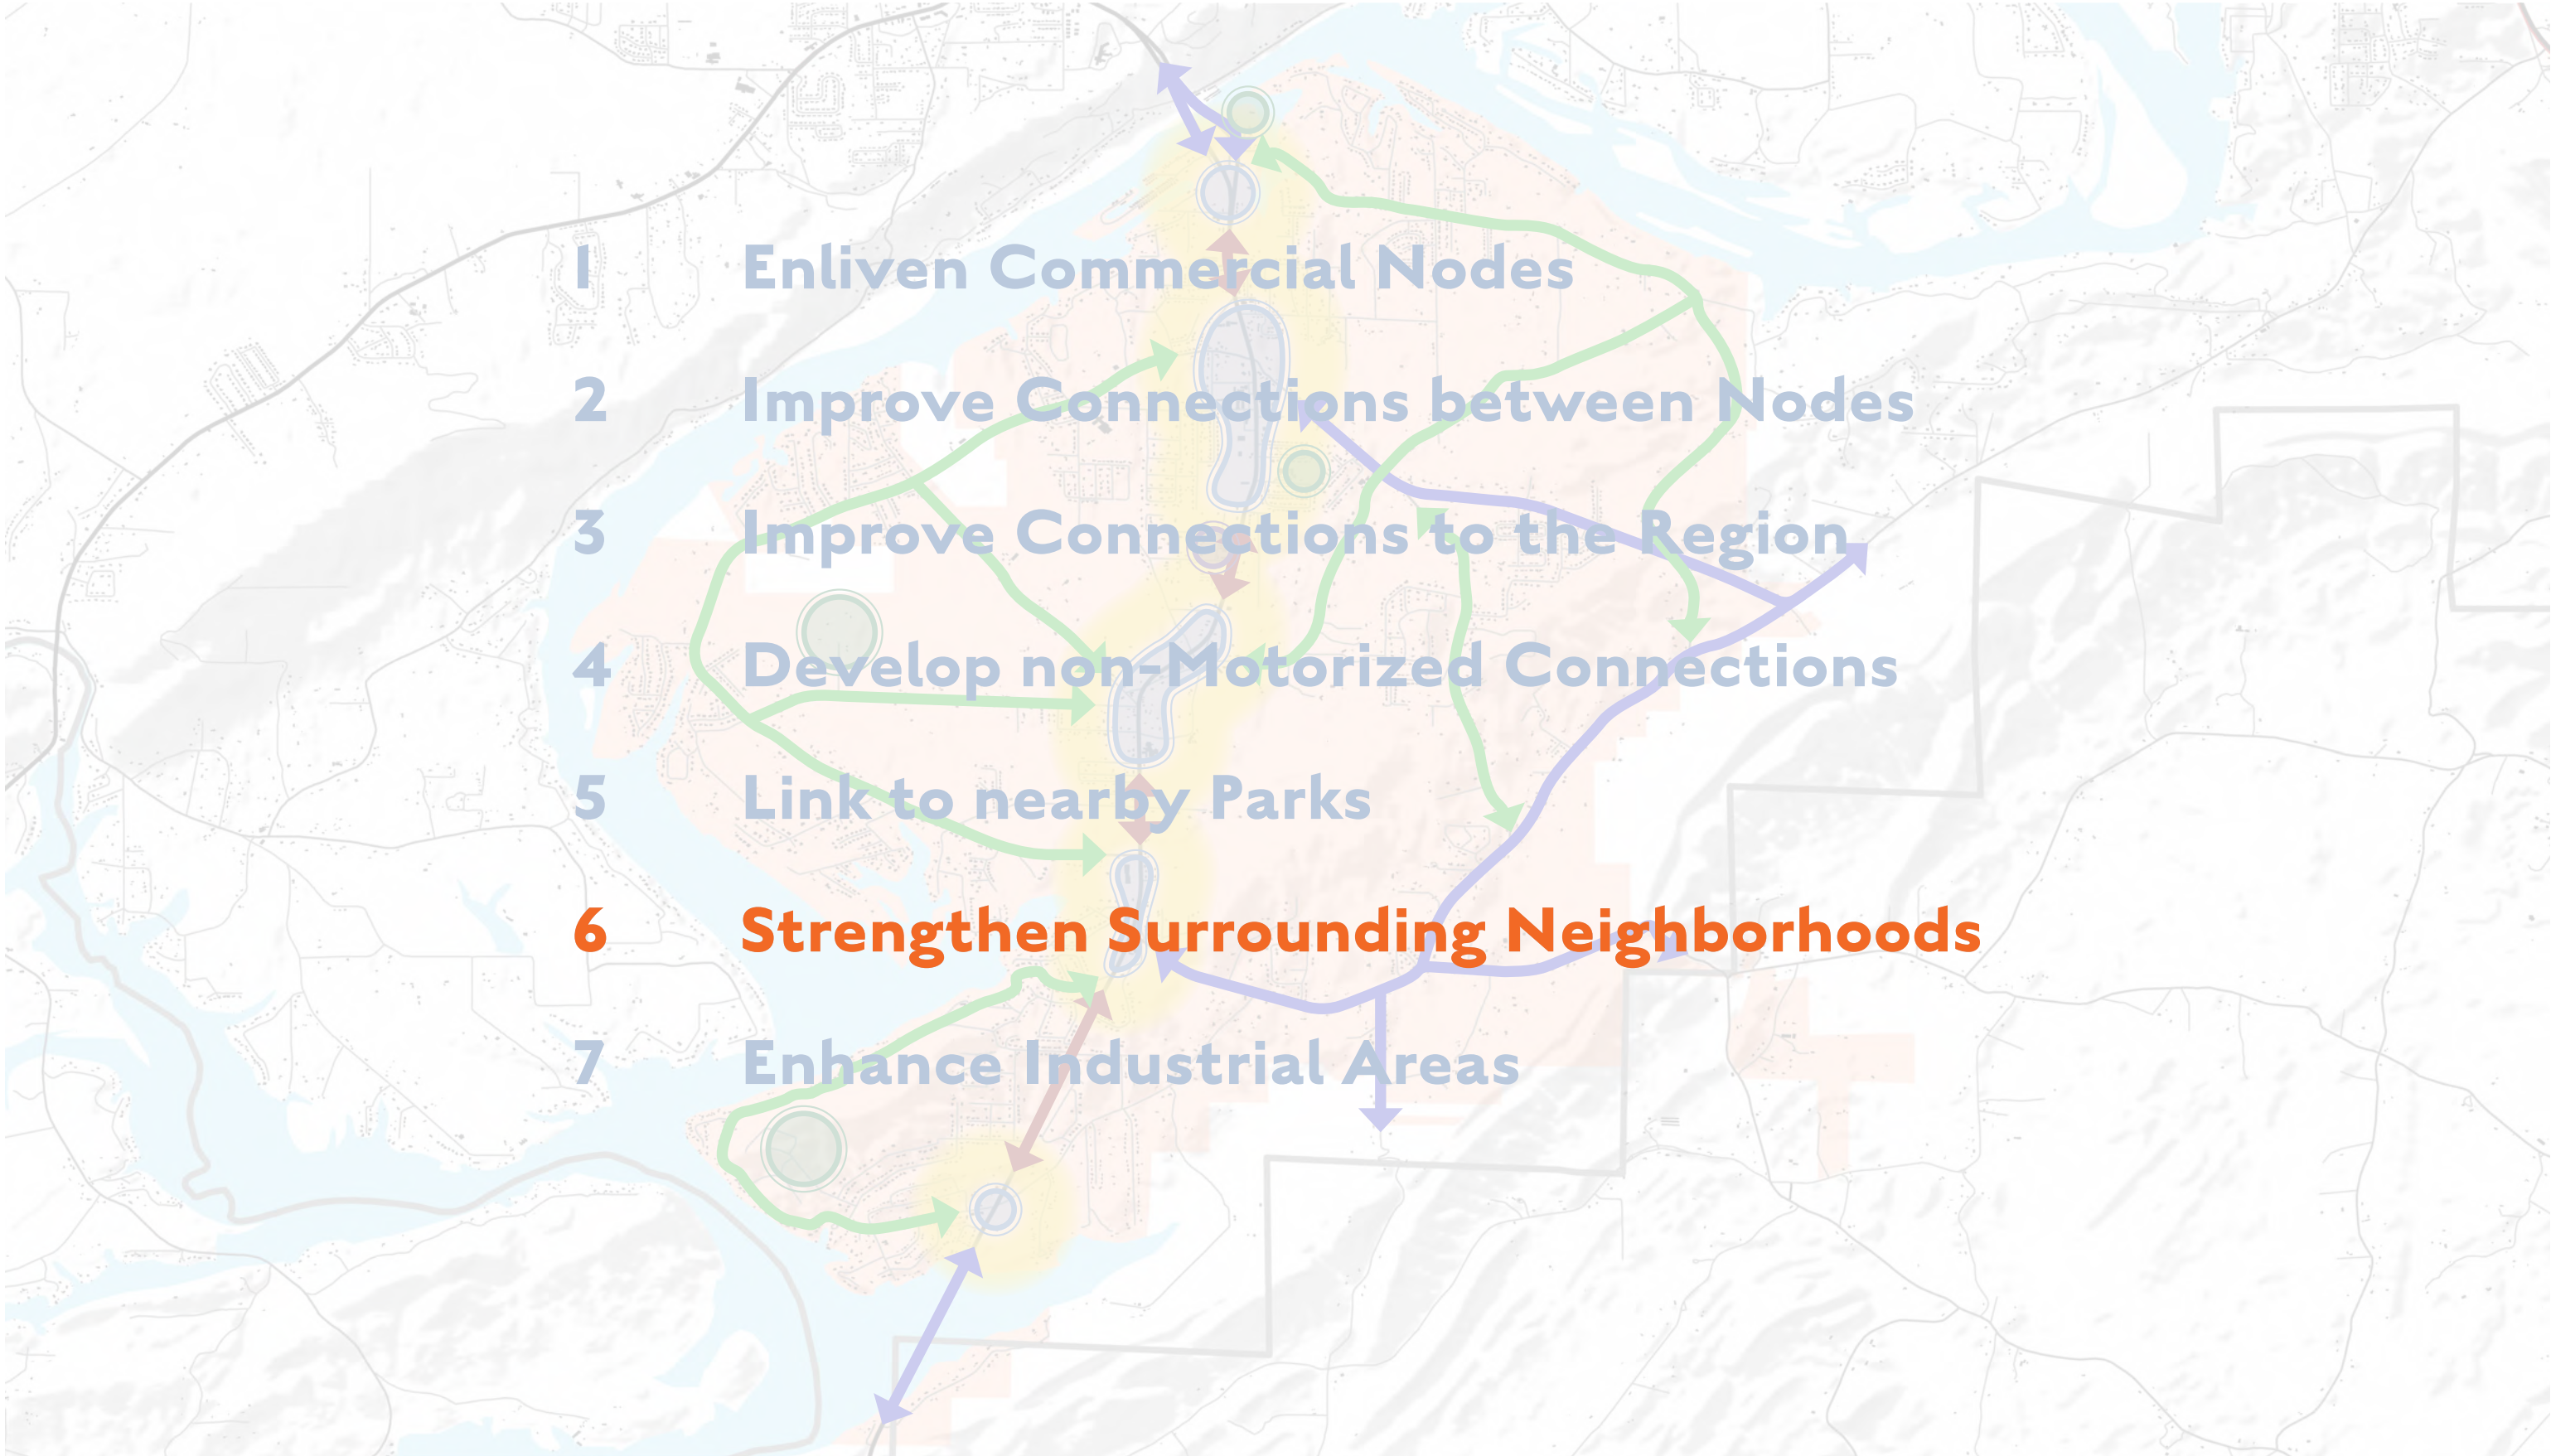 1 Enliven Commercial Nodes
2 Improve Connections between Nodes
3 Improve Connections to the Region
4 Develop non-Motorized Connections
5 Link to nearby Parks
6 Strengthen Surrounding Neighborhoods
7 Enhance Industrial Areas